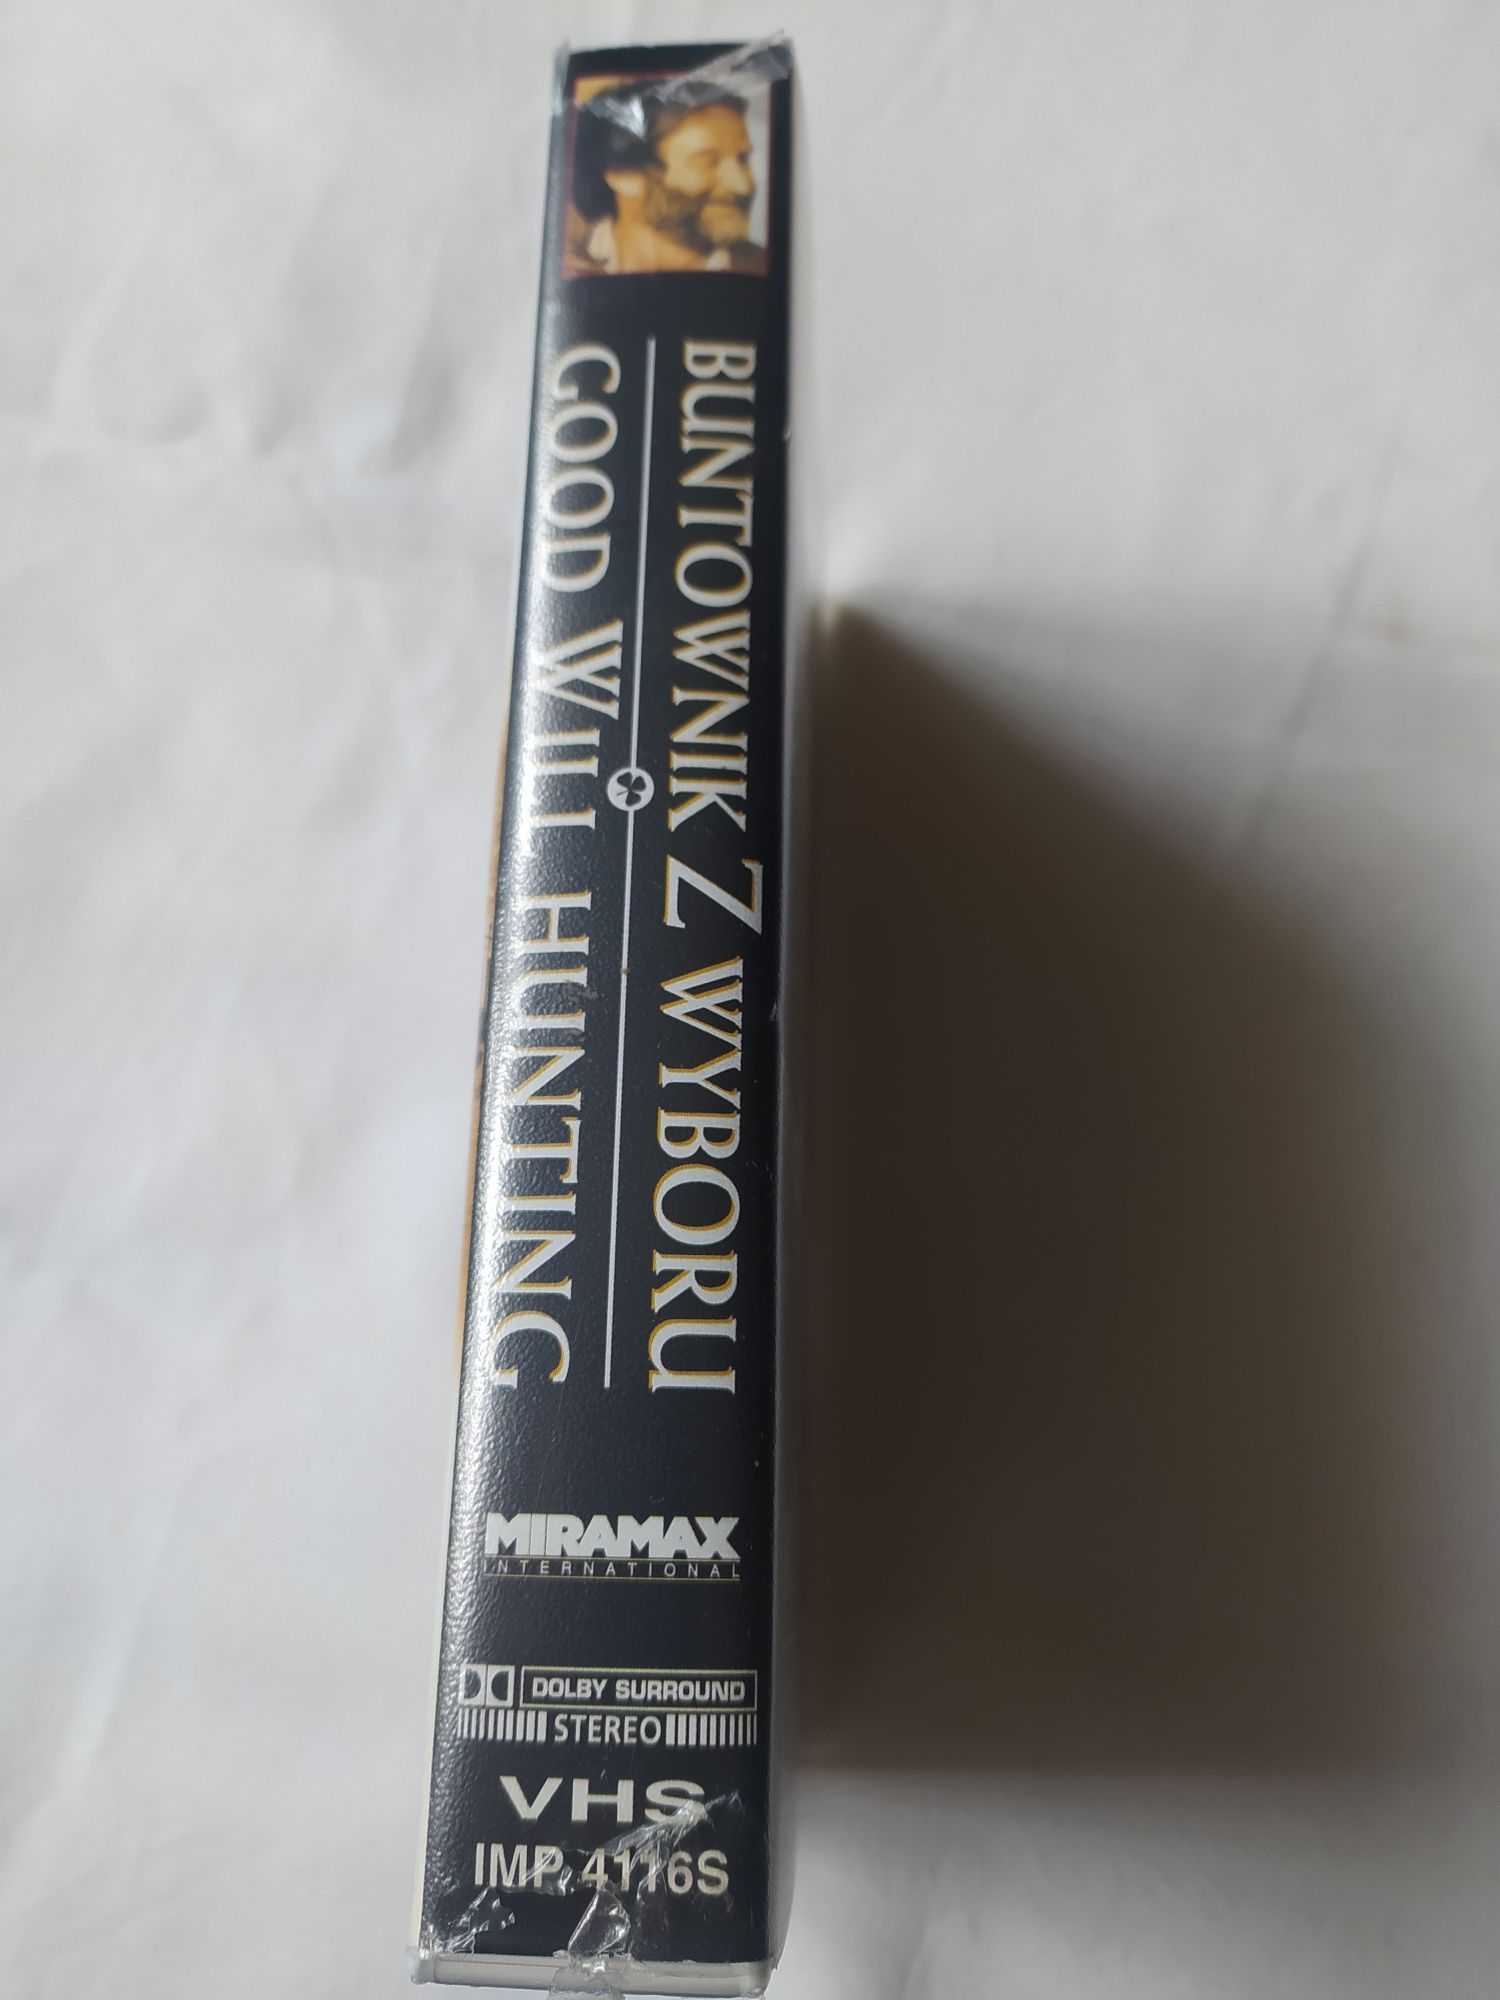 BUNTOWNIK Z WYBORU
GOOD WILL HUNTING
MIRAMAX
INTERNATIONAL
DOLBY SURROUND
STEREO
VHS
IMP 4116S